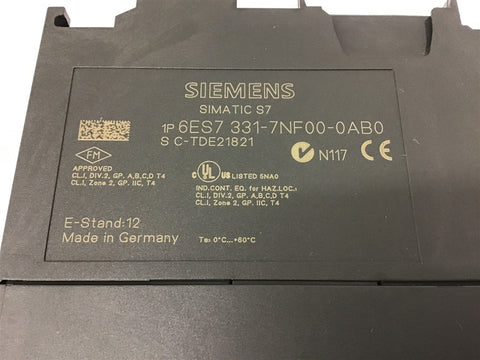 SIEMENS
SIMATIC S7
1P 6ES7 331-7NF00-0AB0
S C-TDE21821
FM
APPROVED
CL.I, DIV.2, GP. A,B,C,D T4
CL.I, Zone 2, GP. IIC, T4
C UL US LISTED 5NA0
IND.CONT. EQ. for HAZ.LOC.:
CL.I, DIV.2, GP. A,B,C,D T4
CL.I, Zone 2, GP. IIC, T4
N117
E-Stand:12
Made in Germany
Ta: 0°C...+60°C